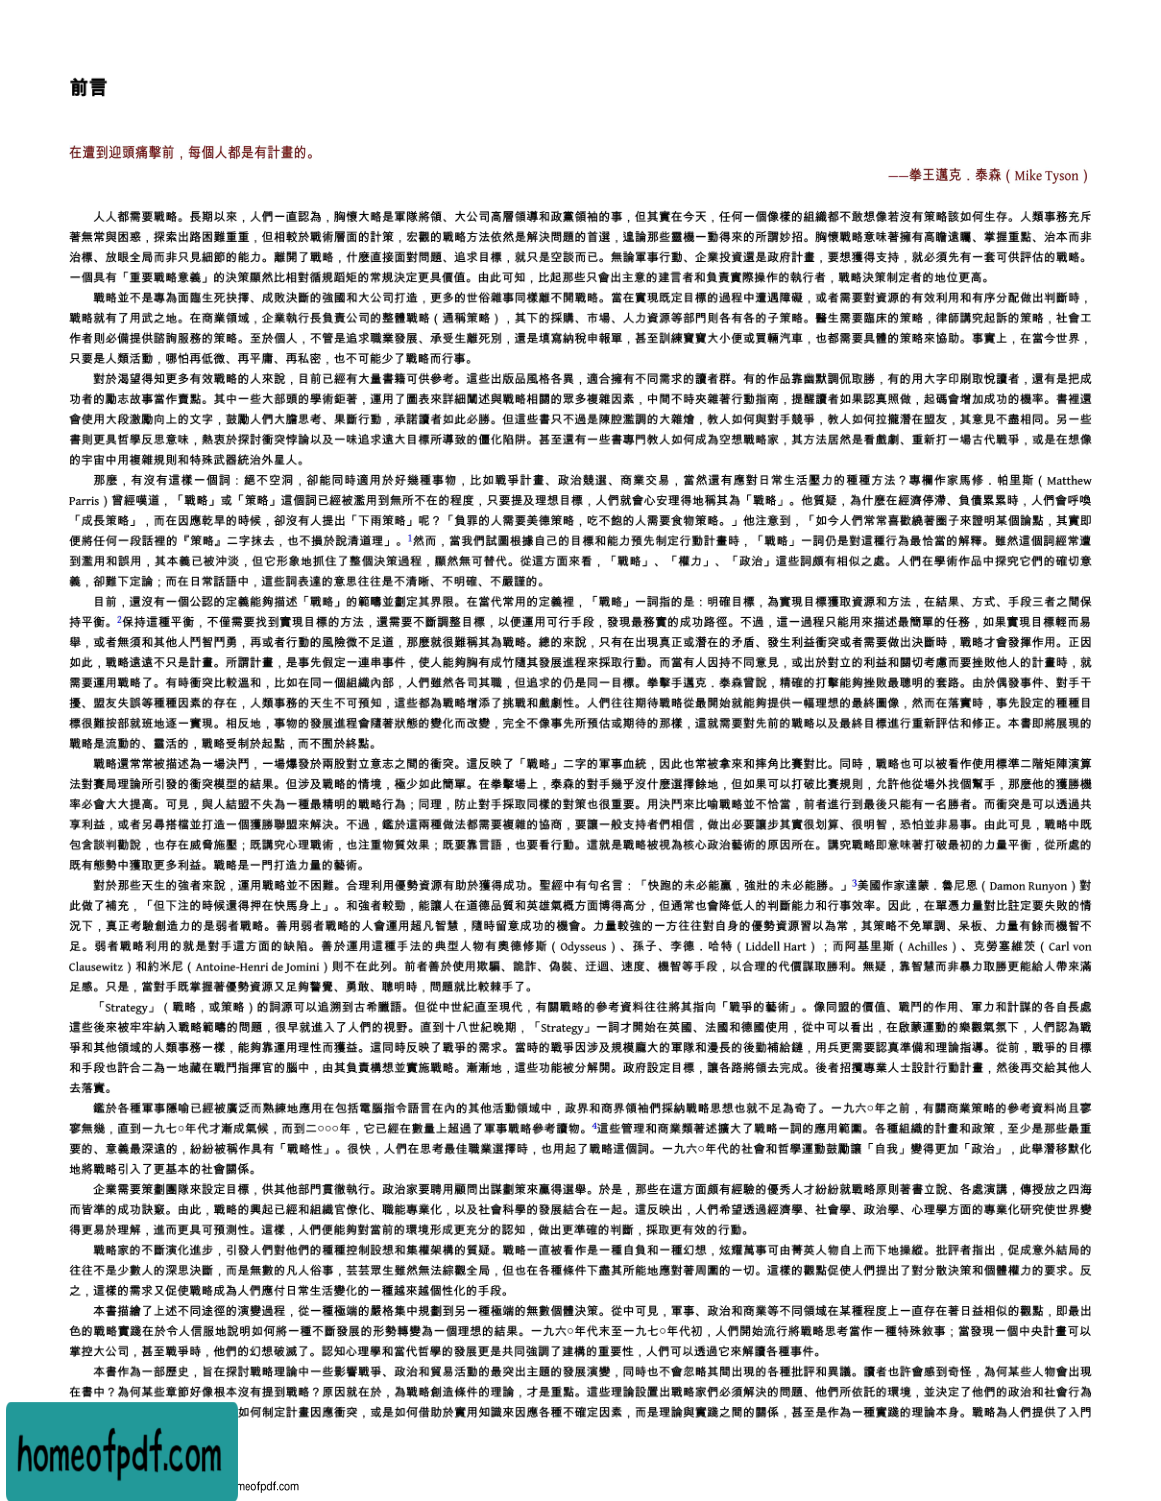 前言
在遭到迎頭痛擊前，每個人都是有計畫的。
——拳王邁克．泰森（Mike Tyson）
人人都需要戰略。長期以來，人們一直認為，胸懷大略是軍隊將領、大公司高層領導和政黨領袖的事，但其實在今天，任何一個像樣的組織都不敢想像若沒有策略該如何生存。人類事務充斥
著無常與困惑，探索出路困難重重，但相較於戰術層面的計策，宏觀的戰略方法依然是解決問題的首選，遑論那些靈機一動得來的所謂妙招。胸懷戰略意味著擁有高瞻遠矚、掌握重點、治本而非
治標、放眼全局而非只見細節的能力。離開了戰略，什麼直接面對問題、追求目標，就只是空談而已。無論軍事行動、企業投資還是政府計畫，要想獲得支持，就必須先有一套可供評估的戰略。
一個具有「重要戰略意義」的決策顯然比相對循規蹈矩的常規決定更具價值。由此可知，比起那些只會出主意的建言者和負責實際操作的執行者，戰略決策制定者的地位更高。
戰略並不是專為面臨生死抉擇、成敗決斷的強國和大公司打造，更多的世俗雜事同樣離不開戰略。當在實現既定目標的過程中遭遇障礙，或者需要對資源的有效利用和有序分配做出判斷時，
戰略就有了用武之地。在商業領域，企業執行長負責公司的整體戰略（通稱策略），其下的採購、市場、人力資源等部門則各有各的子策略。醫生需要臨床的策略，律師講究起訴的策略，社會工
作者則必備提供諮詢服務的策略。至於個人，不管是追求職業發展、承受生離死別，還是填寫納稅申報單，甚至訓練寶寶大小便或買輛汽車，也都需要具體的策略來協助。事實上，在當今世界，
只要是人類活動，哪怕再低微、再平庸、再私密，也不可能少了戰略而行事。
對於渴望得知更多有效戰略的人來說，目前已經有大量書籍可供參考。這些出版品風格各異，適合擁有不同需求的讀者群。有的作品靠幽默調侃取勝，有的用大字印刷取悅讀者，還有是把成
功者的勵志故事當作賣點。其中一些大部頭的學術鉅著，運用了圖表來詳細闡述與戰略相關的眾多複雜因素，中間不時夾雜著行動指南，提醒讀者如果認真照做，起碼會增加成功的機率。書裡還
會使用大段激勵向上的文字，鼓勵人們大膽思考、果斷行動，承諾讀者如此必勝。但這些書只不過是陳腔濫調的大雜燴，教人如何與對手競爭，教人如何拉攏潛在盟友，其意見不盡相同。另一些
書則更具哲學反思意味，熱衷於探討衝突悖論以及一味追求遠大目標所導致的僵化陷阱。甚至還有一些書專門教人如何成為空想戰略家，其方法居然是看戲劇、重新打一場古代戰爭，或是在想像
的宇宙中用複雜規則和特殊武器統治外星人。
那麼，有沒有這樣一個詞：絕不空洞，卻能同時適用於好幾種事物，比如戰爭計畫、政治競選、商業交易，當然還有應對日常生活壓力的種種方法？專欄作家馬修．帕里斯（Matthew
Parris）曾經嘆道，「戰略」或「策略」這個詞已經被濫用到無所不在的程度，只要提及理想目標，人們就會心安理得地稱其為「戰略」。他質疑，為什麼在經濟停滯、負債累累時，人們會呼喚
「成長策略」，而在因應乾旱的時候，卻沒有人提出「下雨策略」呢？「負罪的人需要美德策略，吃不飽的人需要食物策略。」他注意到，「如今人們常常喜歡繞著圈子來證明某個論點，其實即
便將任何一段話裡的『策略』二字抹去，也不損於說清道理」。1然而，當我們試圖根據自己的目標和能力預先制定行動計畫時，「戰略」一詞仍是對這種行為最恰當的解釋。雖然這個詞經常遭
到濫用和誤用，其本義已被沖淡，但它形象地抓住了整個決策過程，顯然無可替代。從這方面來看，「戰略」、「權力」、「政治」這些詞頗有相似之處。人們在學術作品中探究它們的確切意
義，卻難下定論；而在日常話語中，這些詞表達的意思往往是不清晰、不明確、不嚴謹的。
目前，還沒有一個公認的定義能夠描述「戰略」的範疇並劃定其界限。在當代常用的定義裡，「戰略」一詞指的是：明確目標，為實現目標獲取資源和方法，在結果、方式、手段三者之間保
持平衡。2保持這種平衡，不僅需要找到實現目標的方法，還需要不斷調整目標，以便運用可行手段，發現最務實的成功路徑。不過，這一過程只能用來描述最簡單的任務，如果實現目標輕而易
舉，或者無須和其他人鬥智鬥勇，再或者行動的風險微不足道，那麼就很難稱其為戰略。總的來說，只有在出現真正或潛在的矛盾、發生利益衝突或者需要做出決斷時，戰略才會發揮作用。正因
如此，戰略遠遠不只是計畫。所謂計畫，是事先假定一連串事件，使人能夠胸有成竹隨其發展進程來採取行動。而當有人因持不同意見，或出於對立的利益和關切考慮而要挫敗他人的計畫時，就
需要運用戰略了。有時衝突比較溫和，比如在同一個組織內部，人們雖然各司其職，但追求的仍是同一目標。拳擊手邁克．泰森曾說，精確的打擊能夠挫敗最聰明的套路。由於偶發事件、對手干
擾、盟友失誤等種種因素的存在，人類事務的天生不可預知，這些都為戰略增添了挑戰和戲劇性。人們往往期待戰略從最開始就能夠提供一幅理想的最終圖像，然而在落實時，事先設定的種種目
標很難按部就班地逐一實現。相反地，事物的發展進程會隨著狀態的變化而改變，完全不像事先所預估或期待的那樣，這就需要對先前的戰略以及最終目標進行重新評估和修正。本書即將展現的
戰略是流動的、靈活的，戰略受制於起點，而不囿於終點。
戰略還常常被描述為一場決鬥，一場爆發於兩股對立意志之間的衝突。這反映了「戰略」二字的軍事血統，因此也常被拿來和摔角比賽對比。同時，戰略也可以被看作使用標準二階矩陣演算
法對賽局理論所引發的衝突模型的結果。但涉及戰略的情境，極少如此簡單。在拳擊場上，泰森的對手幾乎沒什麼選擇餘地，但如果可以打破比賽規則，允許他從場外找個幫手，那麼他的獲勝機
率必會大大提高。可見，與人結盟不失為一種最精明的戰略行為；同理，防止對手採取同樣的對策也很重要。用決鬥來比喻戰略並不恰當，前者進行到最後只能有一名勝者。而衝突是可以透過共
享利益，或者另尋搭檔並打造一個獲勝聯盟來解決。不過，鑑於這兩種做法都需要複雜的協商，要讓一般支持者們相信，做出必要讓步其實很划算、很明智，恐怕並非易事。由此可見，戰略中既
包含談判勸說，也存在威脅施壓；既講究心理戰術，也注重物質效果；既要靠言語，也要看行動。這就是戰略被視為核心政治藝術的原因所在。講究戰略即意味著打破最初的力量平衡，從所處的
既有態勢中獲取更多利益。戰略是一門打造力量的藝術。
對於那些天生的強者來說，運用戰略並不困難。合理利用優勢資源有助於獲得成功。聖經中有句名言：「快跑的未必能贏，強壯的未必能勝。」3美國作家達蒙．魯尼恩（Damon Runyon）對
此做了補充，「但下注的時候還得押在快馬身上」。和強者較勁，能讓人在道德品質和英雄氣概方面博得高分，但通常也會降低人的判斷能力和行事效率。因此，在單憑力量對比註定要失敗的情
況下，真正考驗創造力的是弱者戰略。善用弱者戰略的人會運用超凡智慧，隨時留意成功的機會。力量較強的一方往往對自身的優勢資源習以為常，其策略不免單調、呆板、力量有餘而機智不
足。弱者戰略利用的就是對手這方面的缺陷。善於運用這種手法的典型人物有奧德修斯（Odysseus）、孫子、李德．哈特（Liddell Hart）；而阿基里斯（Achilles）、克勞塞維茨（Carl von
Clausewitz）和約米尼（Antoine-Henri de Jomini）則不在此列。前者善於使用欺騙、詭詐、偽裝、迂迴、速度、機智等手段，以合理的代價謀取勝利。無疑，靠智慧而非暴力取勝更能給人帶來滿
足感。只是，當對手既掌握著優勢資源又足夠警覺、勇敢、聰明時，問題就比較棘手了。
「Strategy」（戰略，或策略）的詞源可以追溯到古希臘語。但從中世紀直至現代，有關戰略的參考資料往往將其指向「戰爭的藝術」。像同盟的價值、戰鬥的作用、軍力和計謀的各自長處
這些後來被牢牢納入戰略範疇的問題，很早就進入了人們的視野。直到十八世紀晚期，「Strategy」一詞才開始在英國、法國和德國使用，從中可以看出，在啟蒙運動的樂觀氣氛下，人們認為戰
爭和其他領域的人類事務一樣，能夠靠運用理性而獲益。這同時反映了戰爭的需求。當時的戰爭因涉及規模龐大的軍隊和漫長的後勤補給鏈，用兵更需要認真準備和理論指導。從前，戰爭的目標
和手段也許合二為一地藏在戰鬥指揮官的腦中，由其負責構想並實施戰略。漸漸地，這些功能被分解開。政府設定目標，讓各路將領去完成。後者招攬專業人士設計行動計畫，然後再交給其他人
去落實。
鑑於各種軍事隱喻已經被廣泛而熟練地應用在包括電腦指令語言在內的其他活動領域中，政界和商界領袖們採納戰略思想也就不足為奇了。一九六○年之前，有關商業策略的參考資料尚且寥
寥無幾，直到一九七○年代才漸成氣候，而到二○○○年，它已經在數量上超過了軍事戰略參考讀物。4這些管理和商業類著述擴大了戰略一詞的應用範圍。各種組織的計畫和政策，至少是那些最重
要的、意義最深遠的，紛紛被稱作具有「戰略性」。很快，人們在思考最佳職業選擇時，也用起了戰略這個詞。一九六○年代的社會和哲學運動鼓勵讓「自我」變得更加「政治」，此舉潛移默化
地將戰略引入了更基本的社會關係。
企業需要策劃團隊來設定目標，供其他部門貫徹執行。政治家要聘用顧問出謀劃策來贏得選舉。於是，那些在這方面頗有經驗的優秀人才紛紛就戰略原則著書立說、各處演講，傳授放之四海
而皆準的成功訣竅。由此，戰略的興起已經和組織官僚化、職能專業化，以及社會科學的發展結合在一起。這反映出，人們希望透過經濟學、社會學、政治學、心理學方面的專業化研究使世界變
得更易於理解，進而更具可預測性。這樣，人們便能夠對當前的環境形成更充分的認知，做出更準確的判斷，採取更有效的行動。
戰略家的不斷演化進步，引發人們對他們的種種控制設想和集權架構的質疑。戰略一直被看作是一種自負和一種幻想，炫耀萬事可由菁英人物自上而下地操縱。批評者指出，促成意外結局的
往往不是少數人的深思決斷，而是無數的凡人俗事，芸芸眾生雖然無法綜觀全局，但也在各種條件下盡其所能地應對著周圍的一切。這樣的觀點促使人們提出了對分散決策和個體權力的要求。反
之，這樣的需求又促使戰略成為人們應付日常生活變化的一種越來越個性化的手段。
本書描繪了上述不同途徑的演變過程，從一種極端的嚴格集中規劃到另一種極端的無數個體決策。從中可見，軍事、政治和商業等不同領域在某種程度上一直存在著日益相似的觀點，即最出
色的戰略實踐在於令人信服地說明如何將一種不斷發展的形勢轉變為一個理想的結果。一九六○年代末至一九七○年代初，人們開始流行將戰略思考當作一種特殊敘事；當發現一個中央計畫可以
掌控大公司，甚至戰爭時，他們的幻想破滅了。認知心理學和當代哲學的發展更是共同強調了建構的重要性，人們可以透過它來解讀各種事件。
本書作為一部歷史，旨在探討戰略理論中一些影響戰爭、政治和貿易活動的最突出主題的發展演變，同時也不會忽略其間出現的各種批評和異議。讀者也許會感到奇怪，為何某些人物會出現
在書中？為何某些章節好像根本沒有提到戰略？原因就在於，為戰略創造條件的理論，才是重點。這些理論設置出戰略家們必須解決的問題、他們所依託的環境，並決定了他們的政治和社會行為
如何制定計畫因應衝突，或是如何借助於實用知識來因應各種不確定因素，而是理論與實踐之間的關係，甚至是作為一種實踐的理論本身。戰略為人們提供了入門
homeofpdf.com
meofpdf.com